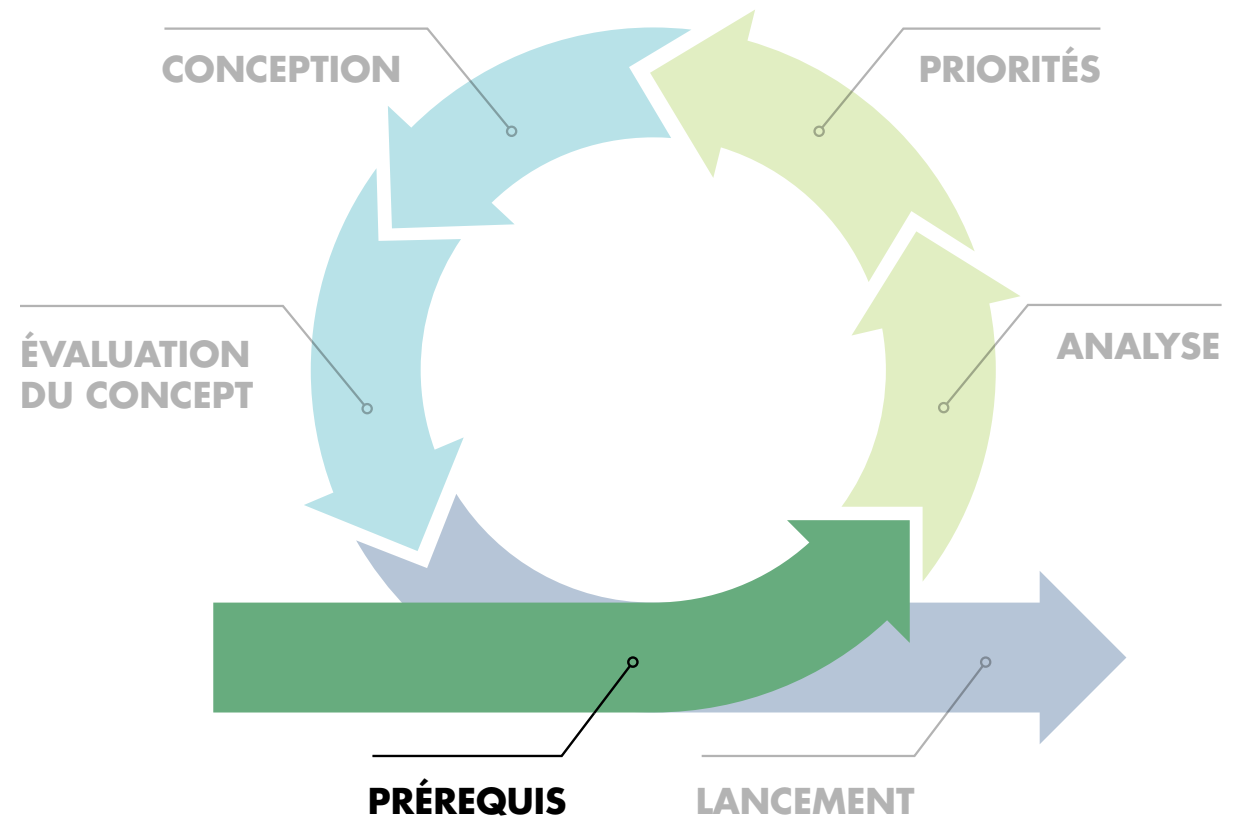 CONCEPTION
PRIORITÉS
ÉVALUATION
DU CONCEPT
ANALYSE
PRÉREQUIS
LANCEMENT